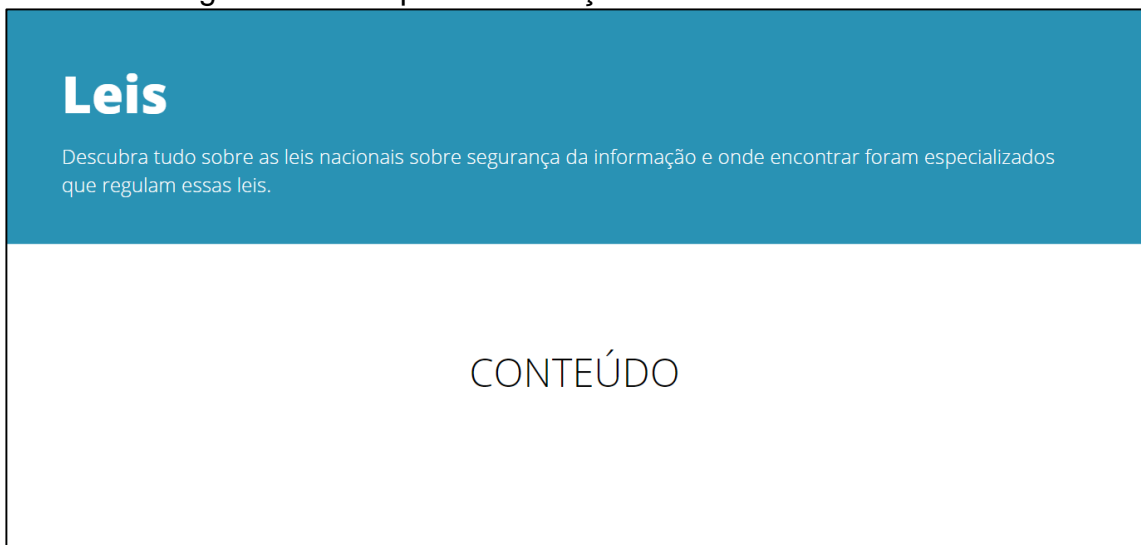 Leis
Descubra tudo sobre as leis nacionais sobre segurança da informação e onde encontrar foram especializados
que regulam essas leis.
CONTEÚDO